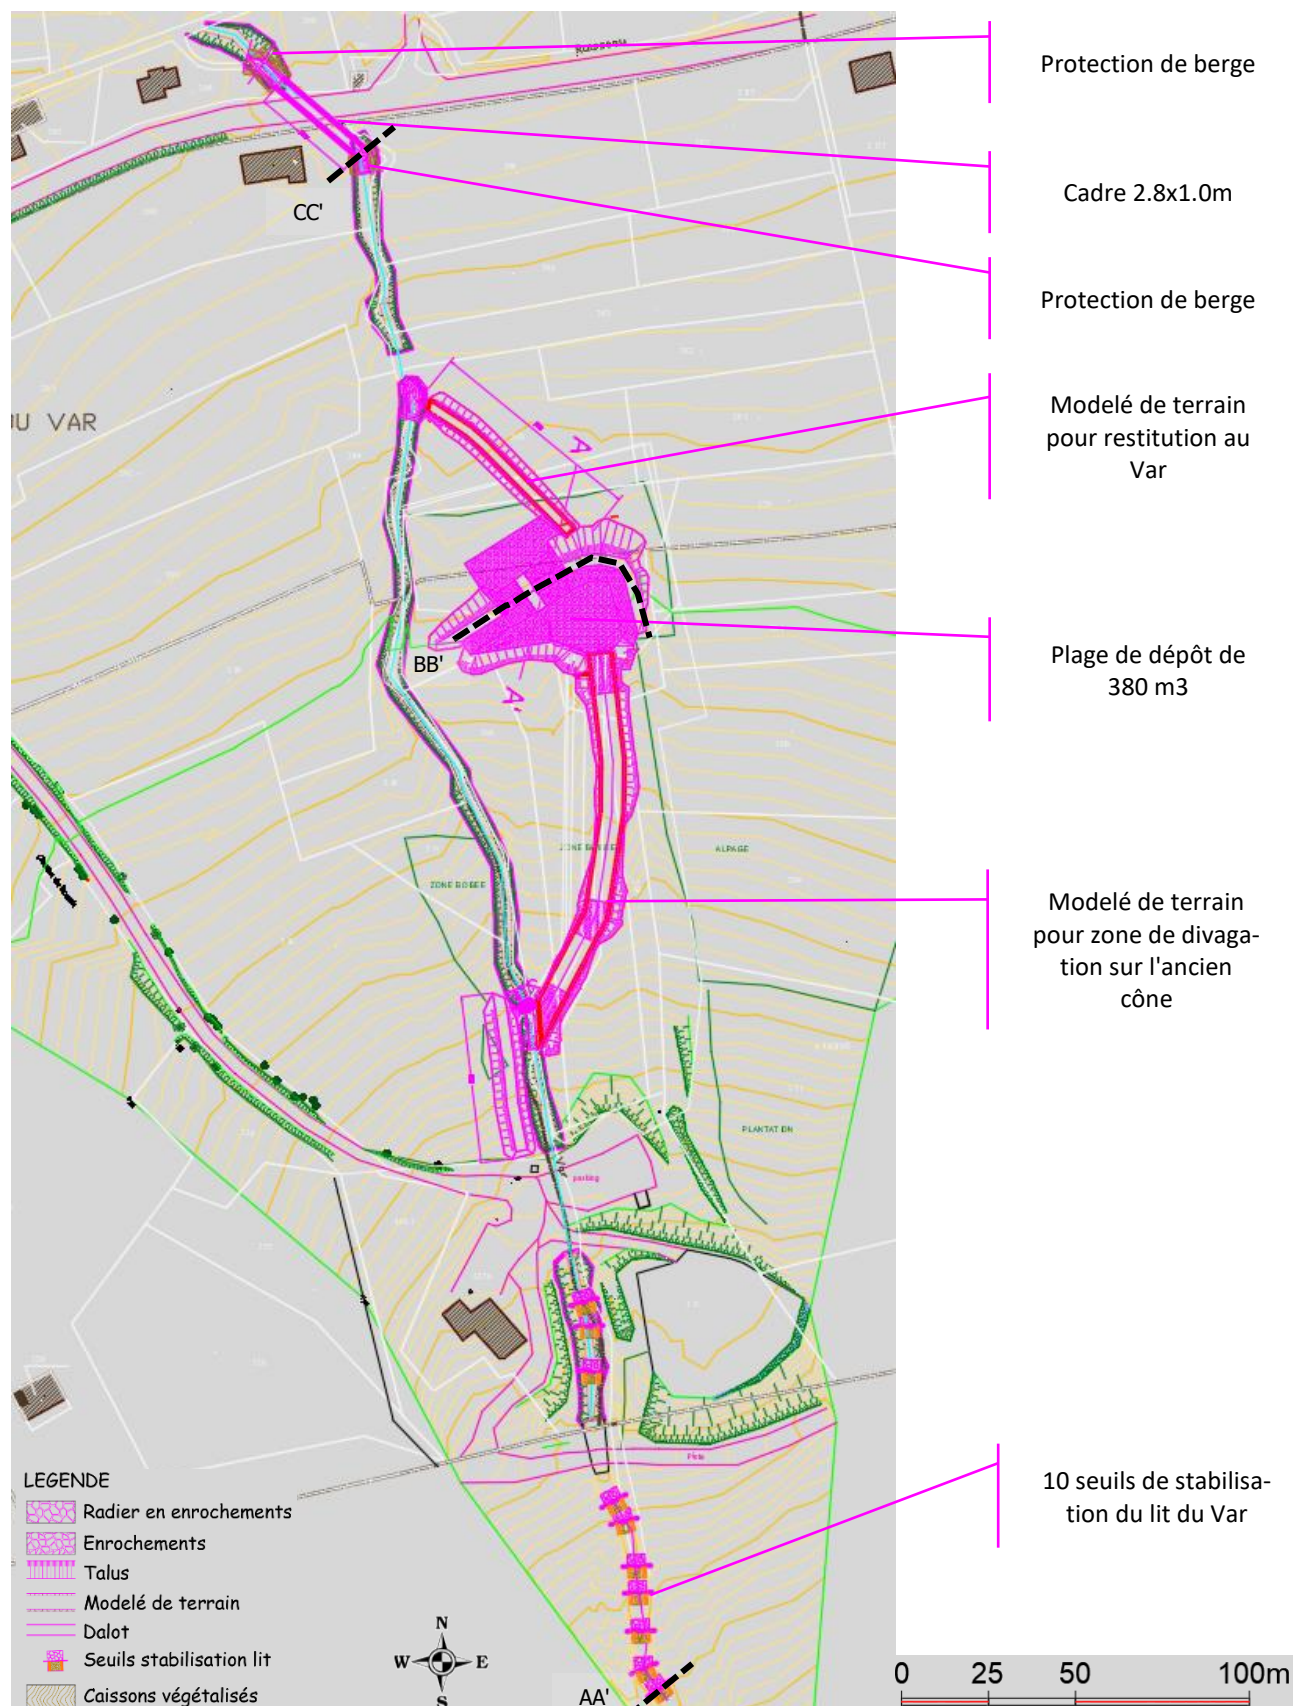 Ruisseau
Protection de berge
Cadre 2.8x1.0m
CC'
Protection de berge
Modelé de terrain
pour restitution au
Var
U VAR
A
BB'
A'
Plage de dépôt de
380 m3
ALPAGE
ZONE BOISEE
Modelé de terrain
pour zone de divaga-
tion sur l'ancien
cône
PLANTATION
Var
parking
Piste
10 seuils de stabilisa-
tion du lit du Var
LEGENDE
Radier en enrochements
Enrochements
Talus
Modelé de terrain
Dalot
Seuils stabilisation lit
Caissons végétalisés
N
W
E
S
AA'
0 25 50 100m